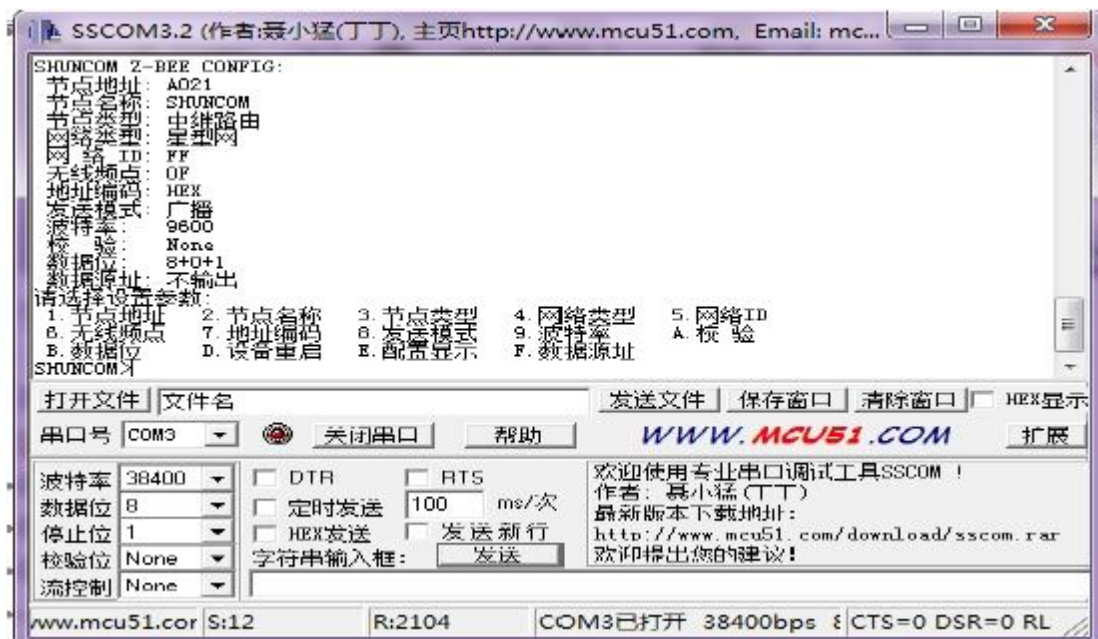 SSCOM3.2 (作者:聂小猛(丁丁), 主页http://www.mcu51.com, Email: mc...
SHUNCOM Z-BEE CONFIG:
节点地址: A021
节点名称: SHUNCOM
节点类型: 中继路由
网络类型: 星型网
网 络 ID: FF
无线频点: 0F
地址编码: HEX
发送模式: 广播
波特率: 9600
校 验: None
数据位: 8+0+1
数据源址: 不输出
请选择设置参数:
1.节点地址 2.节点名称 3.节点类型 4.网络类型 5.网络ID
6.无线频点 7.地址编码 8.发送模式 9.波特率 A.校 验
B.数据位 D.设备重启 E.配置显示 F.数据源址
SHUNCOM>
打开文件 文件名 发送文件 保存窗口 清除窗口 HEX显示
串口号 COM3 关闭串口 帮助 WWW.MCU51.COM 扩展
波特率 38400 DTR RTS
数据位 8 定时发送 100 ms/次
停止位 1 HEX发送 发送新行
校验位 None 字符串输入框: 发送
流控制 None
欢迎使用专业串口调试工具SSCOM !
作者: 聂小猛(丁丁)
最新版本下载地址:
http://www.mcu51.com/download/sscom.rar
欢迎提出您的建议!
www.mcu51.cor S:12 R:2104 COM3已打开 38400bps 8 CTS=0 DSR=0 RL